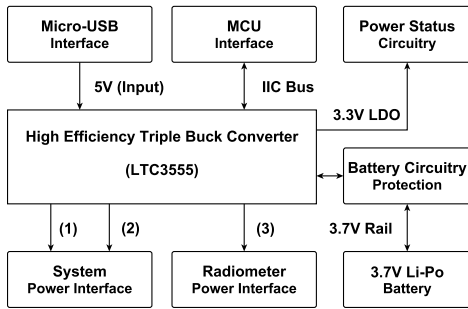 Micro-USB
Interface
MCU
Interface
Power Status
Circuitry
5V (Input)
IIC Bus
3.3V LDO
High Efficiency Triple Buck Converter
(LTC3555)
Battery Circuitry
Protection
(1)
(2)
(3)
3.7V Rail
System
Power Interface
Radiometer
Power Interface
3.7V Li-Po
Battery